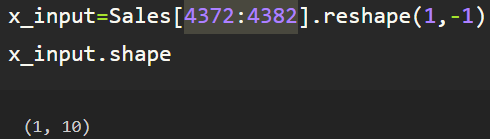 x_input=Sales[4372:4382].reshape(1,-1)
x_input.shape
(1, 10)